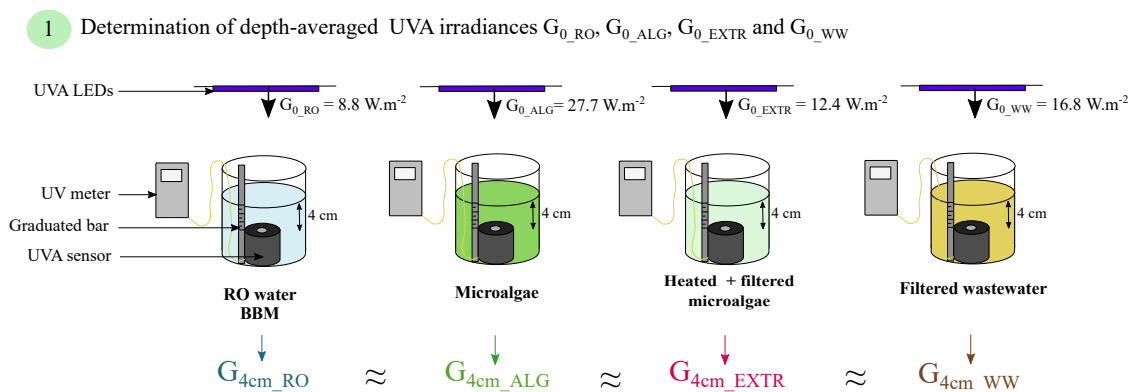 1 Determination of depth-averaged UVA irradiances G0_RO, G0_ALG, G0_EXTR and G0_WW
UVA LEDs
G0_RO = 8.8 W.m-2
G0_ALG= 27.7 W.m-2
G0_EXTR = 12.4 W.m-2
G0_WW = 16.8 W.m-2
UV meter
Graduated bar
UVA sensor
4 cm
4 cm
4 cm
4 cm
RO water
BBM
Microalgae
Heated + filtered
microalgae
Filtered wastewater
G4cm_RO ≈ G4cm_ALG ≈ G4cm_EXTR ≈ G4cm_WW